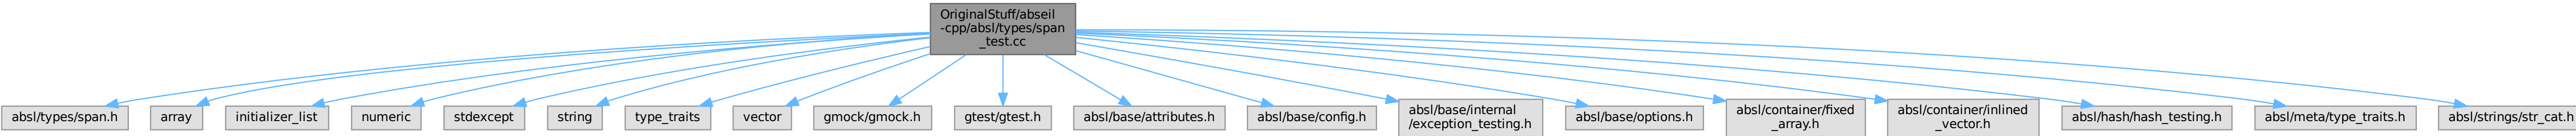 OriginalStuff/abseil
-cpp/absl/types/span
_test.cc
absl/types/span.h
array
initializer_list
numeric
stdexcept
string
type_traits
vector
gmock/gmock.h
gtest/gtest.h
absl/base/attributes.h
absl/base/config.h
absl/base/internal
/exception_testing.h
absl/base/options.h
absl/container/fixed
_array.h
absl/container/inlined
_vector.h
absl/hash/hash_testing.h
absl/meta/type_traits.h
absl/strings/str_cat.h